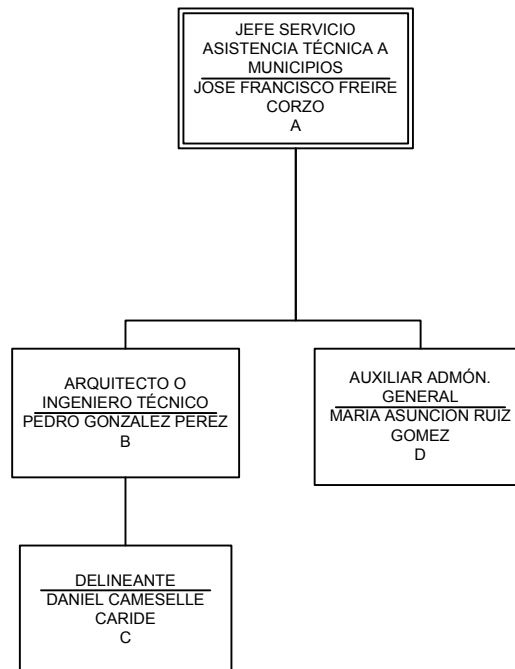 JEFE SERVICIO
ASISTENCIA TÉCNICA A
MUNICIPIOS
JOSE FRANCISCO FREIRE
CORZO
A
ARQUITECTO O
INGENIERO TÉCNICO
PEDRO GONZALEZ PEREZ
B
AUXILIAR ADMÓN.
GENERAL
MARIA ASUNCION RUIZ
GOMEZ
D
DELINEANTE
DANIEL CAMESELLE
CARIDE
C